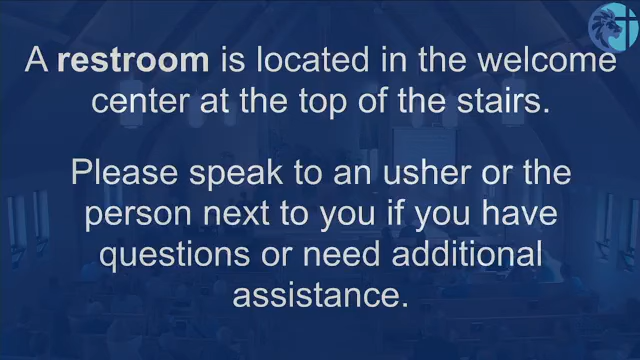 A restroom is located in the welcome
center at the top of the stairs.
Please speak to an usher or the
person next to you if you have
questions or need additional
assistance.